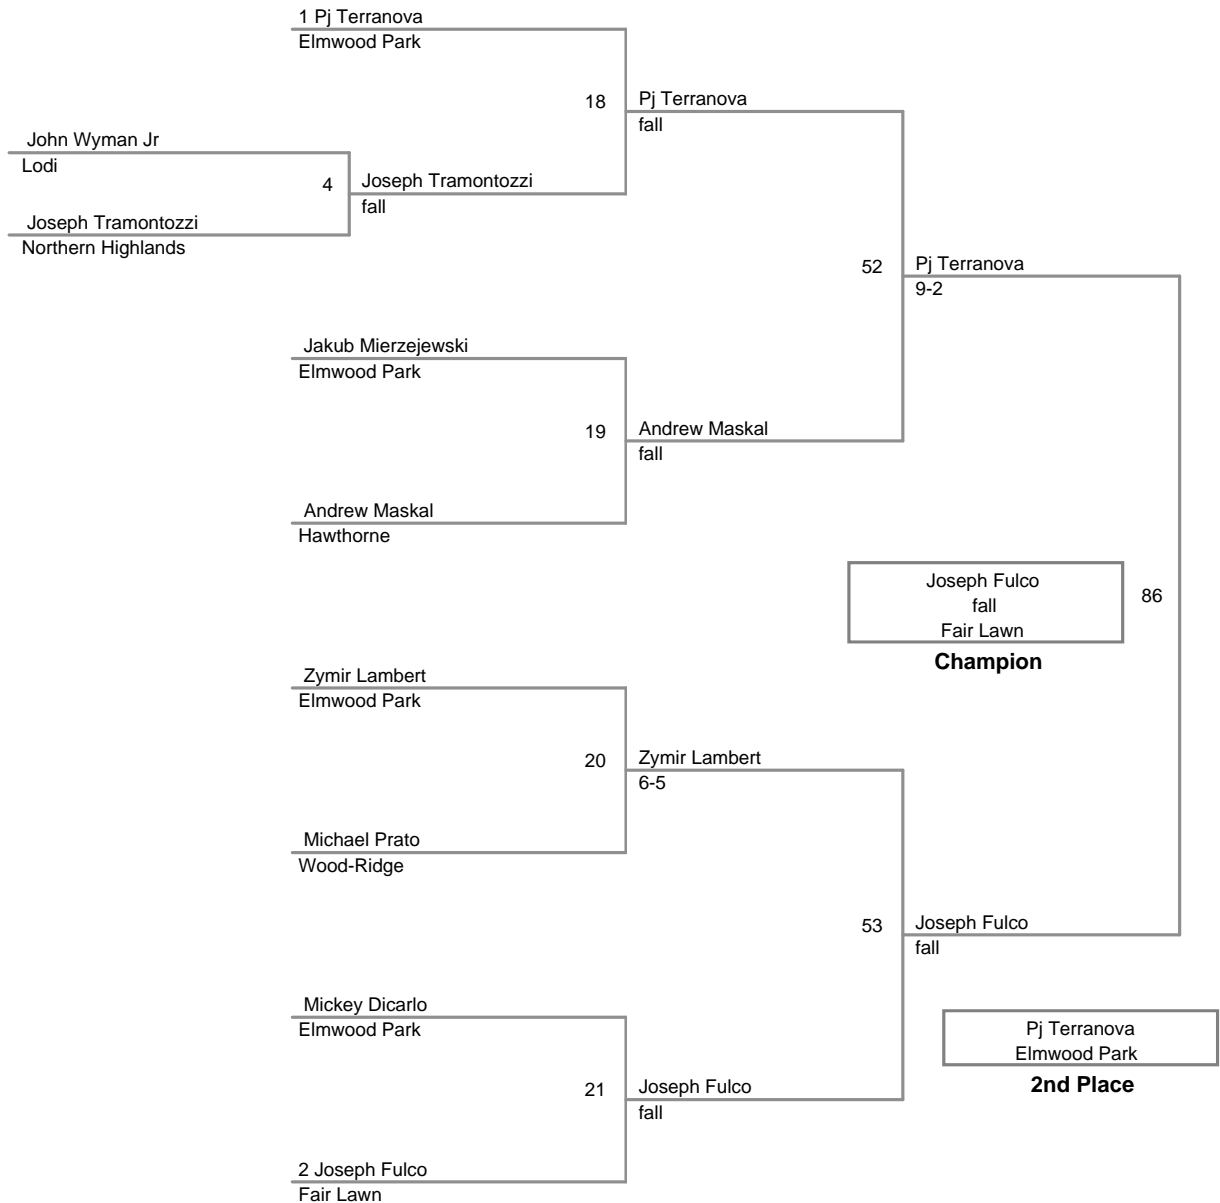 1 Pj Terranova
Elmwood Park
18
Pj Terranova
fall
John Wyman Jr
Lodi
4
Joseph Tramontozzi
fall
Joseph Tramontozzi
Northern Highlands
52
Pj Terranova
9-2
Jakub Mierzejewski
Elmwood Park
19
Andrew Maskal
fall
Andrew Maskal
Hawthorne
Joseph Fulco
fall
Fair Lawn
86
Champion
Zymir Lambert
Elmwood Park
20
Zymir Lambert
6-5
Michael Prato
Wood-Ridge
53
Joseph Fulco
fall
Mickey Dicarlo
Elmwood Park
Pj Terranova
Elmwood Park
2nd Place
21
Joseph Fulco
fall
2 Joseph Fulco
Fair Lawn